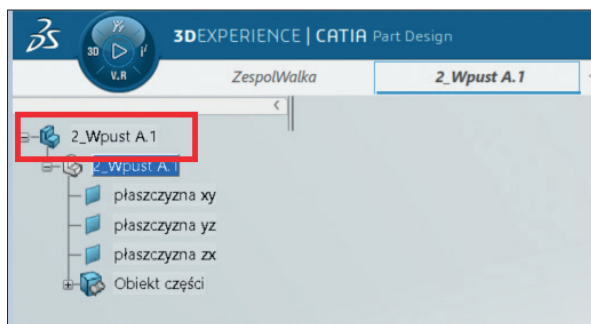 3DS
3DEXPERIENCE | CATIA Part Design
3D
V.R
ZespolWalka
2_Wpust A.1
2_Wpust A.1
2_Wpust A.1
płaszczyzna xy
płaszczyzna yz
płaszczyzna zx
Obiekt części